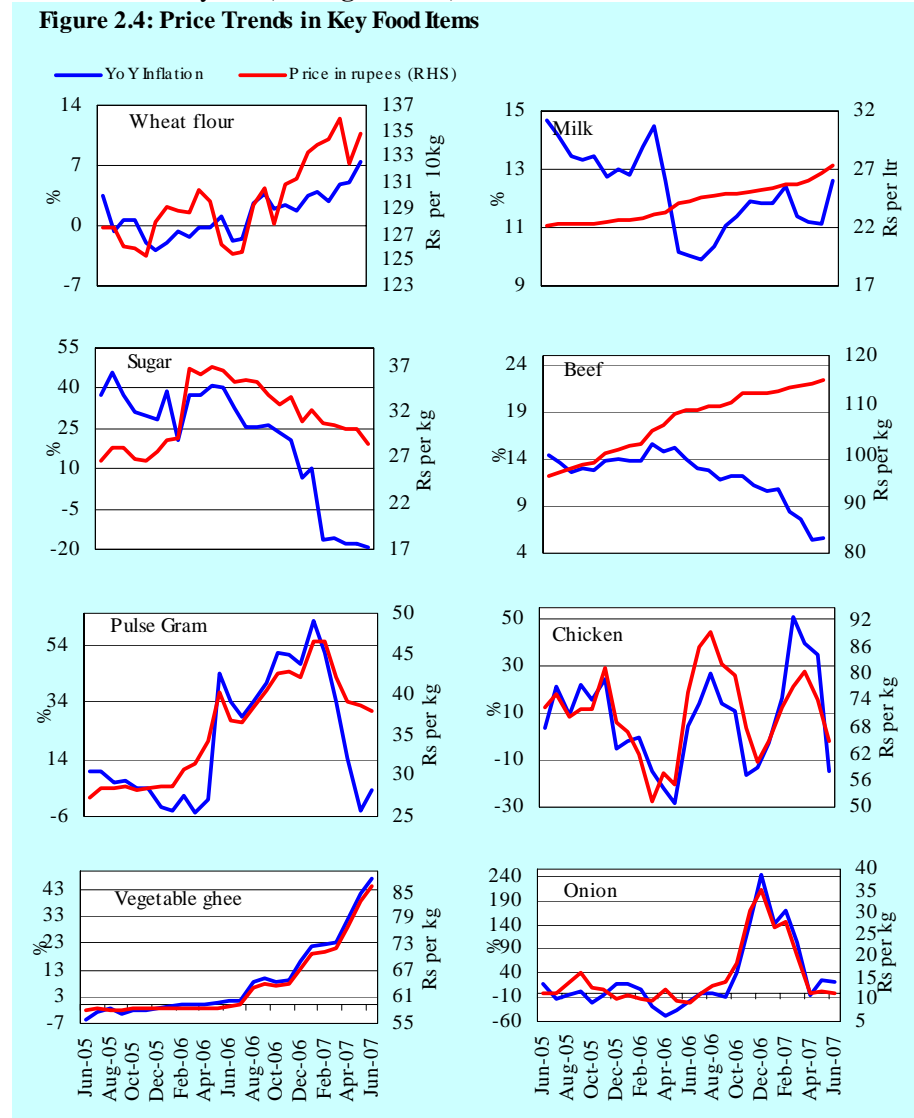 Figure 2.4: Price Trends in Key Food Items
YoY Inflation Price in rupees (RHS)
Wheat flour
14
7
0
-7
%
137
135
133
131
129
127
125
123
Rs per 10kg
Milk
15
13
11
9
%
32
27
22
17
Rs per ltr
Sugar
55
40
25
10
-5
-20
%
37
32
27
22
17
Rs per kg
Beef
24
19
14
9
4
%
120
110
100
90
80
Rs per kg
Pulse Gram
54
34
14
-6
%
50
45
40
35
30
25
Rs per kg
Chicken
50
30
10
-10
-30
%
92
86
80
74
68
62
56
50
Rs per kg
Vegetable ghee
43
33
23
13
3
-7
%
85
79
73
67
61
55
Rs per kg
Jun-05
Aug-05
Oct-05
Dec-05
Feb-06
Apr-06
Jun-06
Aug-06
Oct-06
Dec-06
Feb-07
Apr-07
Jun-07
Onion
240
190
140
90
40
-10
-60
%
40
35
30
25
20
15
10
5
Rs per kg
Jun-05
Aug-05
Oct-05
Dec-05
Feb-06
Apr-06
Jun-06
Aug-06
Oct-06
Dec-06
Feb-07
Apr-07
Jun-07